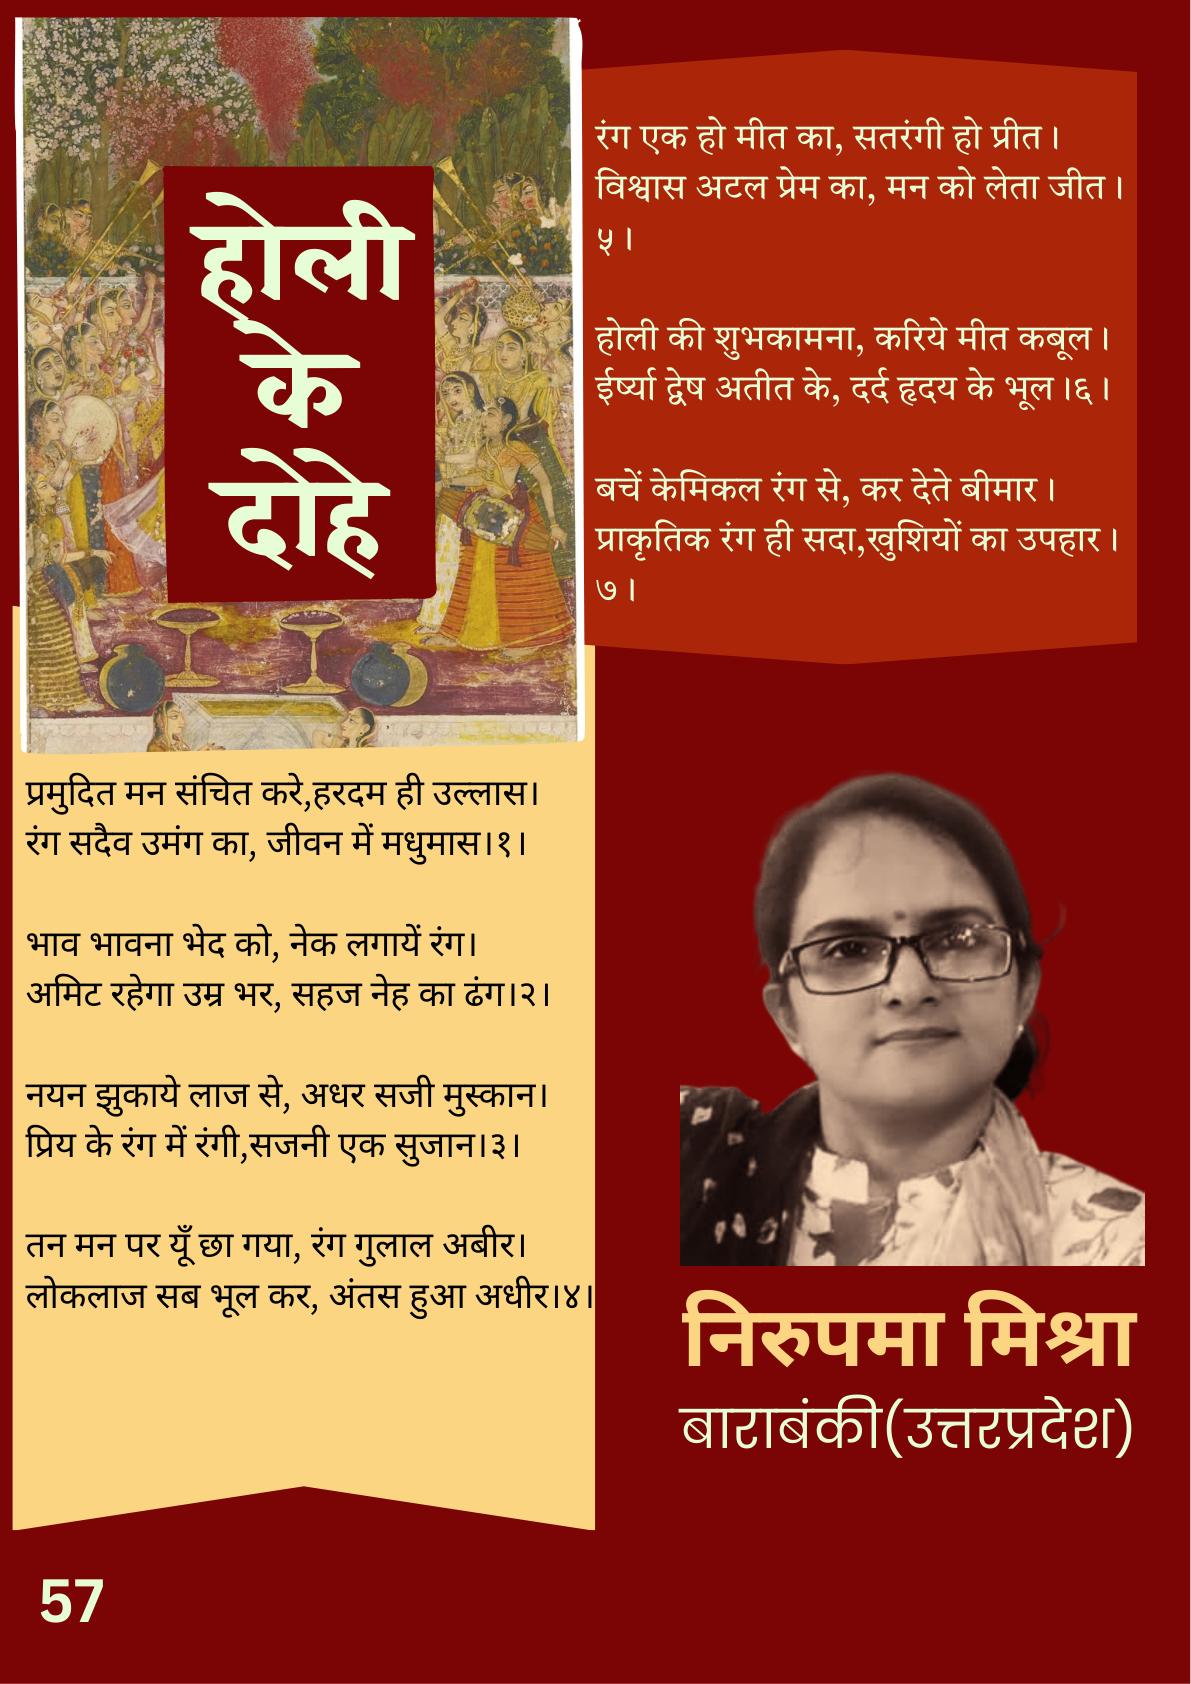 होली
के
दोहे
प्रमुदित मन संचित करे,हरदम ही उल्लास।
रंग सदैव उमंग का, जीवन में मधुमास।१।
भाव भावना भेद को, नेक लगायें रंग।
अमिट रहेगा उम्र भर, सहज नेह का ढंग।२।
नयन झुकाये लाज से, अधर सजी मुस्कान।
प्रिय के रंग में रंगी,सजनी एक सुजान।३।
तन मन पर यूँ छा गया, रंग गुलाल अबीर।
लोकलाज सब भूल कर, अंतस हुआ अधीर।४।
रंग एक हो मीत का, सतरंगी हो प्रीत।
विश्वास अटल प्रेम का, मन को लेता जीत।
५।
होली की शुभकामना, करिये मीत कबूल।
ईर्ष्या द्वेष अतीत के, दर्द हृदय के भूल।६।
बचें केमिकल रंग से, कर देते बीमार।
प्राकृतिक रंग ही सदा,खुशियों का उपहार।
७।
निरुपमा मिश्रा
बाराबंकी(उत्तरप्रदेश)
57